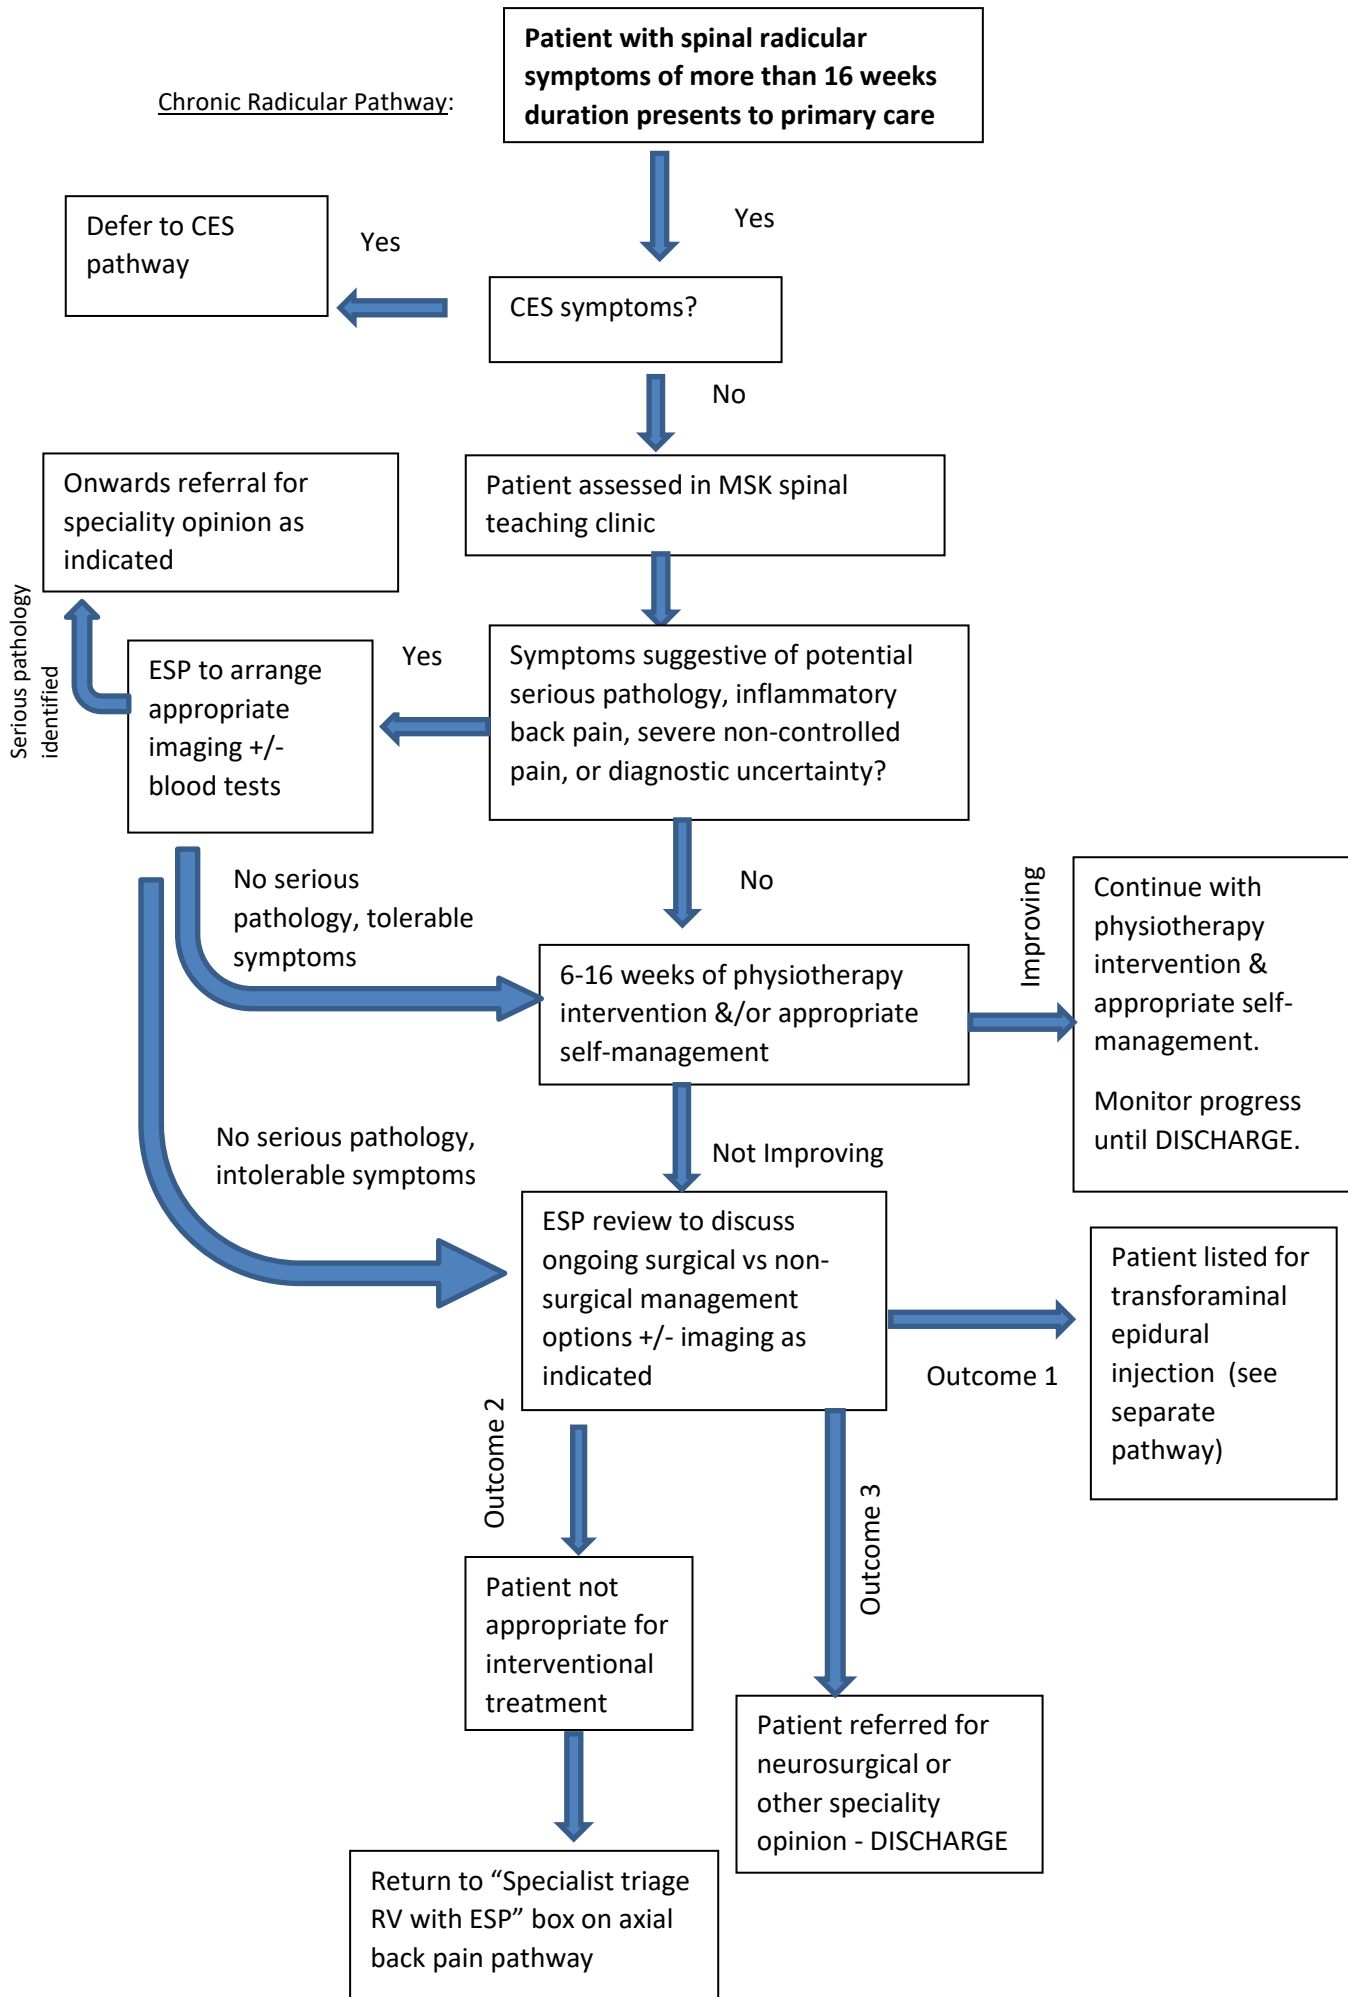 Patient with spinal radicular
symptoms of more than 16 weeks
duration presents to primary care
Chronic Radicular Pathway:
Yes
Defer to CES
pathway
Yes
CES symptoms?
No
Patient assessed in MSK spinal
teaching clinic
Onwards referral for
speciality opinion as
indicated
Serious pathology
identified
ESP to arrange
appropriate
imaging +/-
blood tests
Yes
Symptoms suggestive of potential
serious pathology, inflammatory
back pain, severe non-controlled
pain, or diagnostic uncertainty?
No
No serious
pathology, tolerable
symptoms
6-16 weeks of physiotherapy
intervention &/or appropriate
self-management
Improving
Continue with
physiotherapy
intervention &
appropriate self-
management.
Monitor progress
until DISCHARGE.
No serious pathology,
intolerable symptoms
Not Improving
ESP review to discuss
ongoing surgical vs non-
surgical management
options +/- imaging as
indicated
Outcome 1
Patient listed for
transforaminal
epidural
injection  (see
separate
pathway)
Outcome 2
Outcome 3
Patient not
appropriate for
interventional
treatment
Patient referred for
neurosurgical or
other speciality
opinion - DISCHARGE
Return to “Specialist triage
RV with ESP” box on axial
back pain pathway